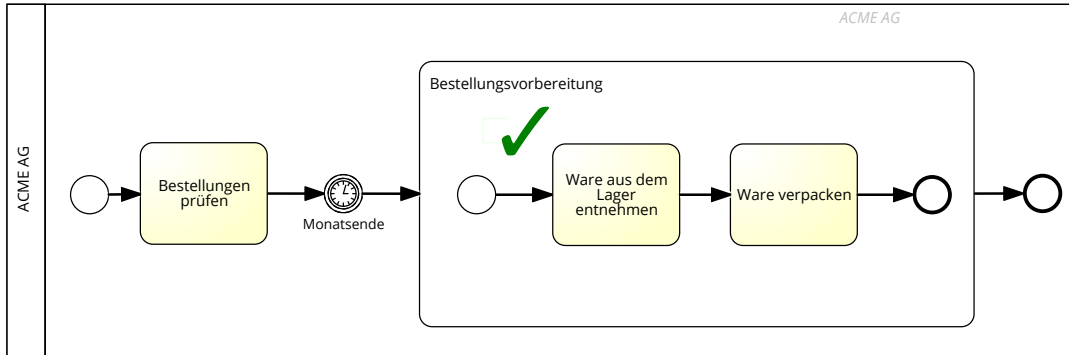 ACME AG
ACME AG
Bestellungsvorbereitung
Bestellungen
prüfen
Monatsende
Ware aus dem
Lager
entnehmen
Ware verpacken